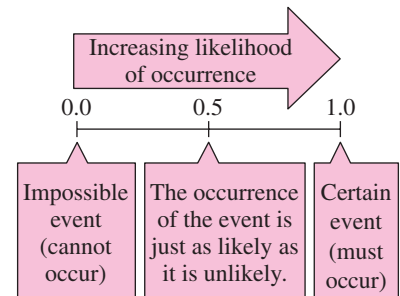 Increasing likelihood
of occurrence
0.0 0.5 1.0
Impossible
event
(cannot
occur)
The occurrence
of the event is
just as likely as
it is unlikely.
Certain
event
(must
occur)